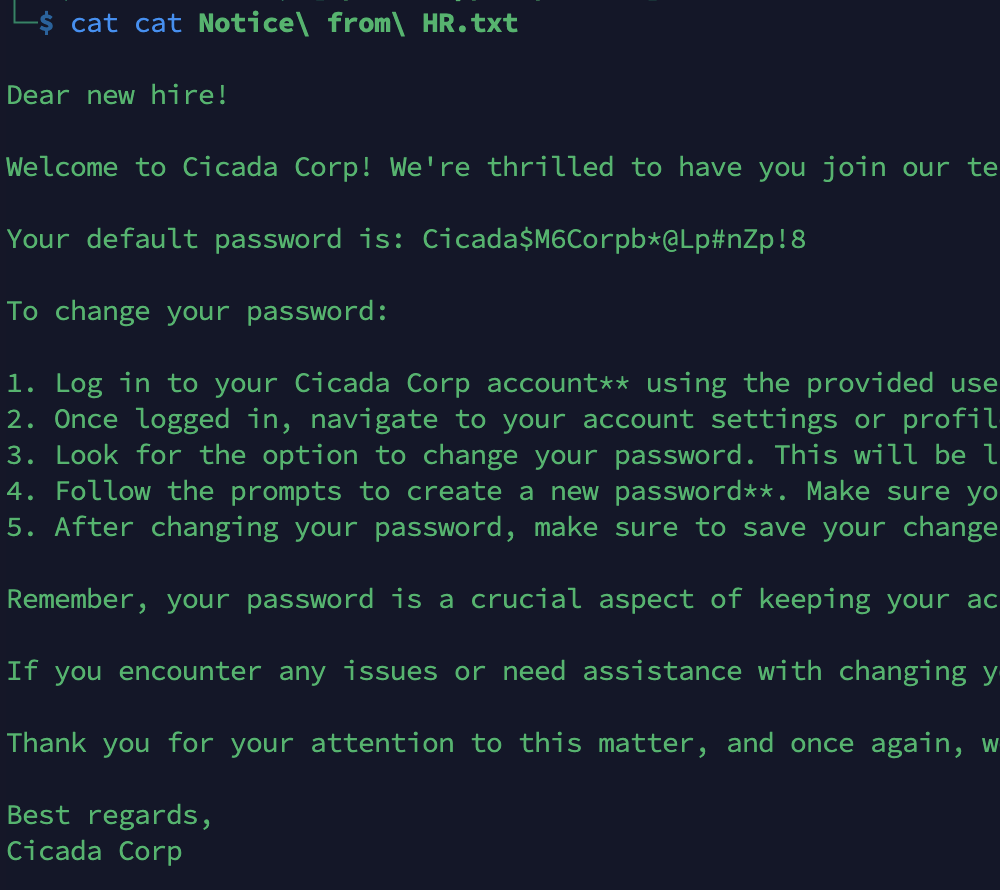 └─$ cat cat Notice\ from\ HR.txt
Dear new hire!
Welcome to Cicada Corp! We're thrilled to have you join our te
Your default password is: Cicada$M6Corpb*@Lp#nZp!8
To change your password:
1. Log in to your Cicada Corp account** using the provided use
2. Once logged in, navigate to your account settings or profil
3. Look for the option to change your password. This will be l
4. Follow the prompts to create a new password**. Make sure yo
5. After changing your password, make sure to save your change
Remember, your password is a crucial aspect of keeping your ac
If you encounter any issues or need assistance with changing y
Thank you for your attention to this matter, and once again, w
Best regards,
Cicada Corp